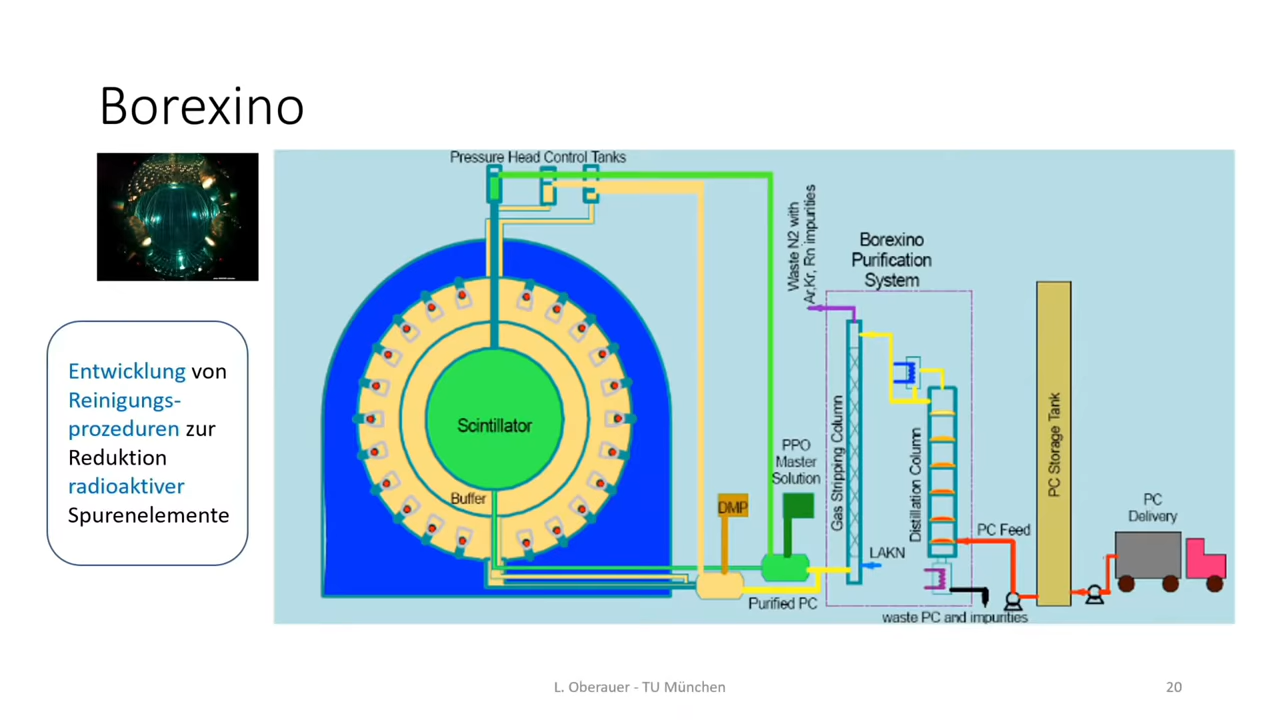 Borexino
Entwicklung von
Reinigungs-
prozeduren zur
Reduktion
radioaktiver
Spurenelemente
Pressure Head Control Tanks
Scintillator
Buffer
Waste N2 with
Ar,Kr, Rn impurities
Borexino
Purification
System
Gas Stripping Column
Distillation Column
PPO
Master
Solution
DMP
LAKN
Purified PC
waste PC and impurities
PC Feed
PC Storage Tank
PC
Delivery
L. Oberauer - TU München
20